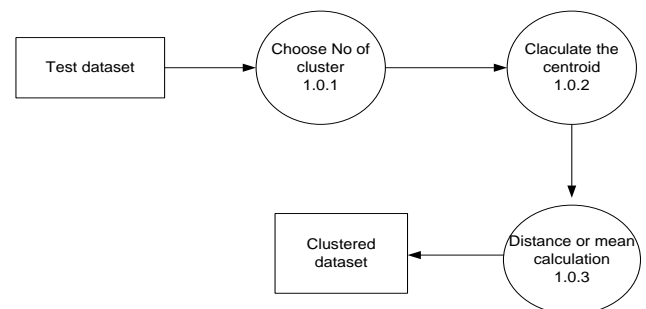 Test dataset
Choose No of
cluster
1.0.1
Claculate the
centroid
1.0.2
Distance or mean
calculation
1.0.3
Clustered
dataset